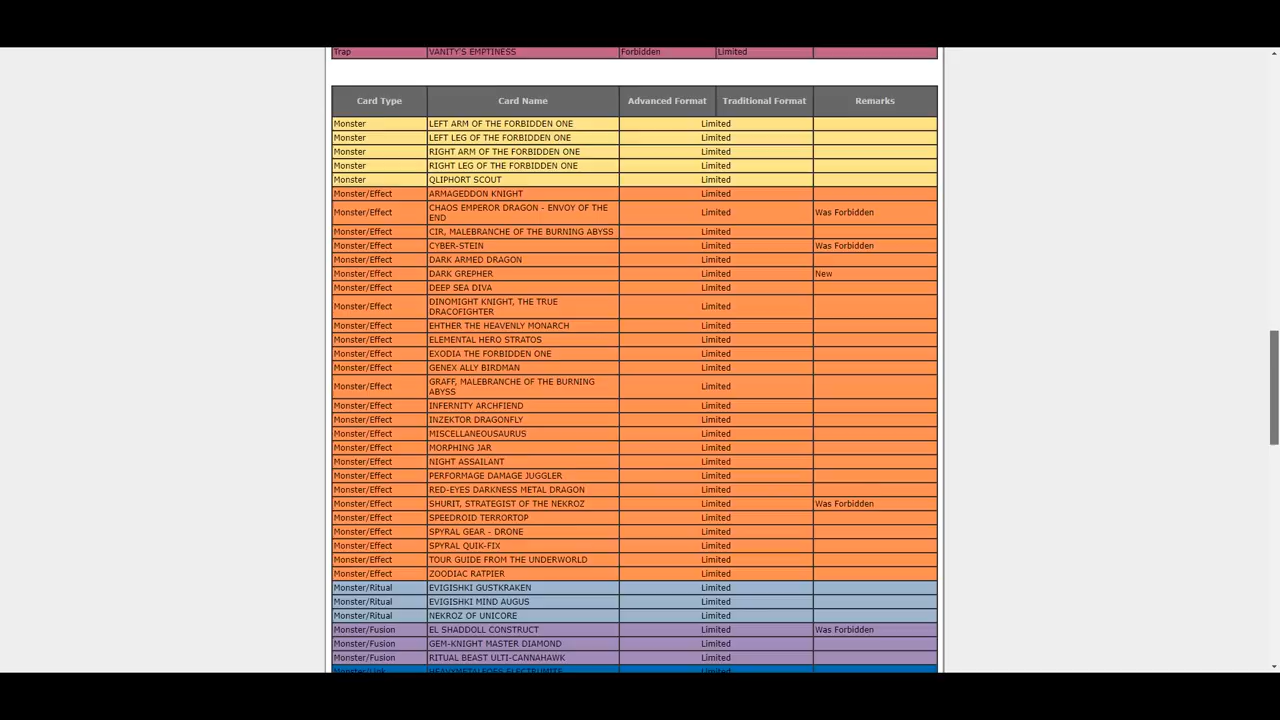 Trap VANITY'S EMPTINESS Forbidden Limited
Card Type Card Name Advanced Format Traditional Format Remarks
Monster LEFT ARM OF THE FORBIDDEN ONE Limited
Monster LEFT LEG OF THE FORBIDDEN ONE Limited
Monster RIGHT ARM OF THE FORBIDDEN ONE Limited
Monster RIGHT LEG OF THE FORBIDDEN ONE Limited
Monster QLIPHORT SCOUT Limited
Monster/Effect ARMAGEDDON KNIGHT Limited
Monster/Effect CHAOS EMPEROR DRAGON - ENVOY OF THE
END Limited Was Forbidden
Monster/Effect CIR, MALEBRANCHE OF THE BURNING ABYSS Limited
Monster/Effect CYBER-STEIN Limited Was Forbidden
Monster/Effect DARK ARMED DRAGON Limited
Monster/Effect DARK GREPHER Limited New
Monster/Effect DEEP SEA DIVA Limited
Monster/Effect DINOMIGHT KNIGHT, THE TRUE
DRACOFIGHTER Limited
Monster/Effect EHTHER THE HEAVENLY MONARCH Limited
Monster/Effect ELEMENTAL HERO STRATOS Limited
Monster/Effect EXODIA THE FORBIDDEN ONE Limited
Monster/Effect GENEX ALLY BIRDMAN Limited
Monster/Effect GRAFF, MALEBRANCHE OF THE BURNING
ABYSS Limited
Monster/Effect INFERNITY ARCHFIEND Limited
Monster/Effect INZEKTOR DRAGONFLY Limited
Monster/Effect MISCELLANEOUSAURUS Limited
Monster/Effect MORPHING JAR Limited
Monster/Effect NIGHT ASSAILANT Limited
Monster/Effect PERFORMAGE DAMAGE JUGGLER Limited
Monster/Effect RED-EYES DARKNESS METAL DRAGON Limited
Monster/Effect SHURIT, STRATEGIST OF THE NEKROZ Limited Was Forbidden
Monster/Effect SPEEDROID TERRORTOP Limited
Monster/Effect SPYRAL GEAR - DRONE Limited
Monster/Effect SPYRAL QUIK-FIX Limited
Monster/Effect TOUR GUIDE FROM THE UNDERWORLD Limited
Monster/Effect ZOODIAC RATPIER Limited
Monster/Ritual EVIGISHKI GUSTKRAKEN Limited
Monster/Ritual EVIGISHKI MIND AUGUS Limited
Monster/Ritual NEKROZ OF UNICORE Limited
Monster/Fusion EL SHADDOLL CONSTRUCT Limited Was Forbidden
Monster/Fusion GEM-KNIGHT MASTER DIAMOND Limited
Monster/Fusion RITUAL BEAST ULTI-CANNAHAWK Limited
Monster/Link HEAVYMETALFOES ELECTRUMITE Limited